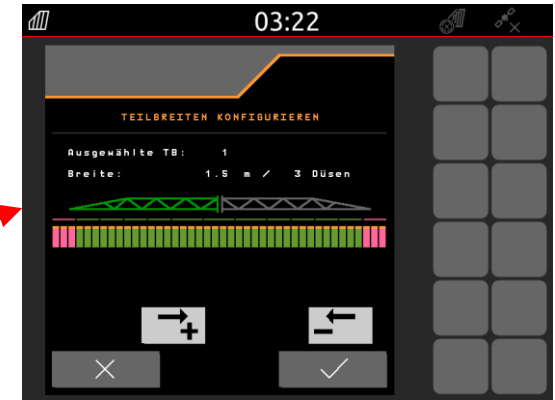 03:22
TEILBREITEN KONFIGURIEREN
Ausgewählte TB: 1
Breite: 1.5 m / 3 Düsen